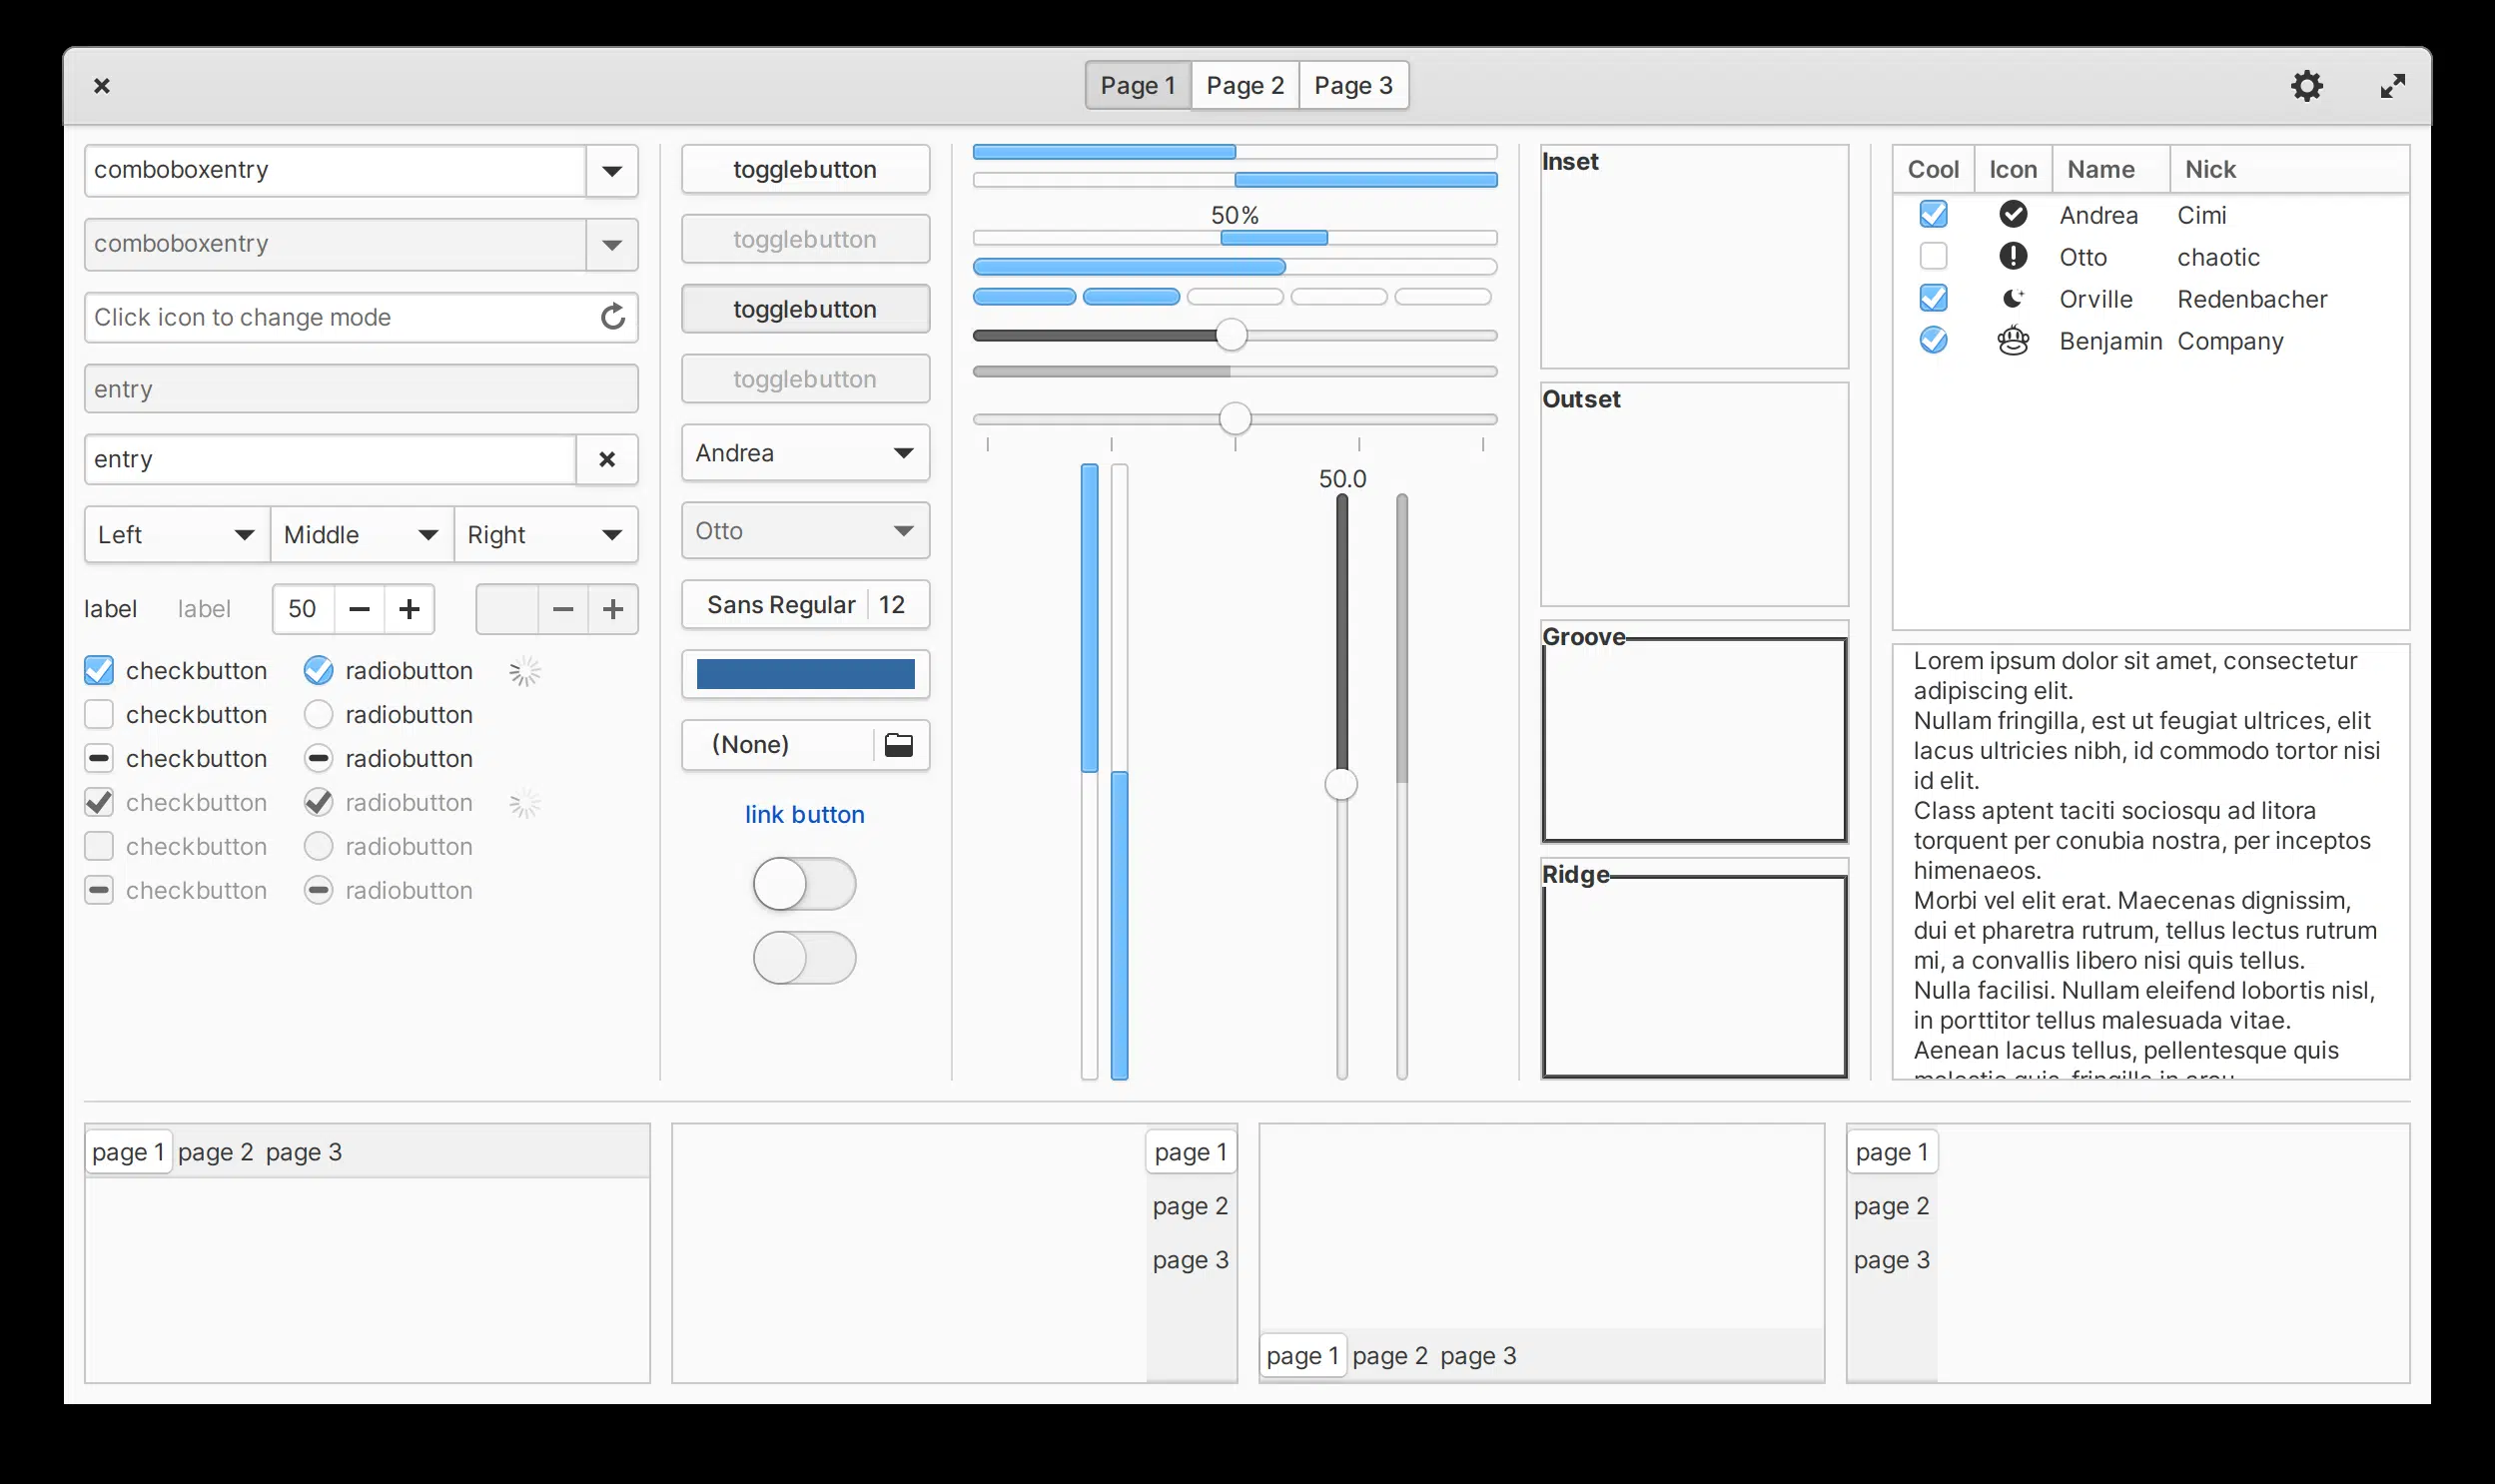 Page 1 Page 2 Page 3
comboboxentry
comboboxentry
Click icon to change mode
entry
entry
Left Middle Right
label label 50
checkbutton radiobutton
checkbutton radiobutton
checkbutton radiobutton
checkbutton radiobutton
checkbutton radiobutton
checkbutton radiobutton
togglebutton
togglebutton
togglebutton
togglebutton
Andrea
Otto
Sans Regular 12
(None)
link button
50%
50.0
Inset
Outset
Groove
Ridge
Cool Icon Name Nick
Andrea Cimi
Otto chaotic
Orville Redenbacher
Benjamin Company
Lorem ipsum dolor sit amet, consectetur
adipiscing elit.
Nullam fringilla, est ut feugiat ultrices, elit
lacus ultricies nibh, id commodo tortor nisi
id elit.
Class aptent taciti sociosqu ad litora
torquent per conubia nostra, per inceptos
himenaeos.
Morbi vel elit erat. Maecenas dignissim,
dui et pharetra rutrum, tellus lectus rutrum
mi, a convallis libero nisi quis tellus.
Nulla facilisi. Nullam eleifend lobortis nisl,
in porttitor tellus malesuada vitae.
Aenean lacus tellus, pellentesque quis
page 1 page 2 page 3
page 1
page 2
page 3
page 1 page 2 page 3
page 1
page 2
page 3